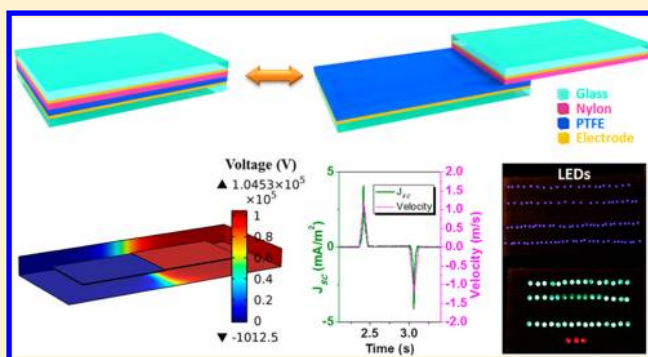 Glass
Nylon
PTFE
Electrode
Voltage (V)
▲ 1.0453×10⁵
×10⁵
1
0.8
0.6
0.4
0.2
0
▼ -1012.5
J_SC (mA/m²)
5
0
-5
J_SC
Velocity
2.0
1.5
1.0
0.5
0.0
-0.5
-1.0
-1.5
-2.0
Velocity (m/s)
2.5 3.0
Time (s)
LEDs